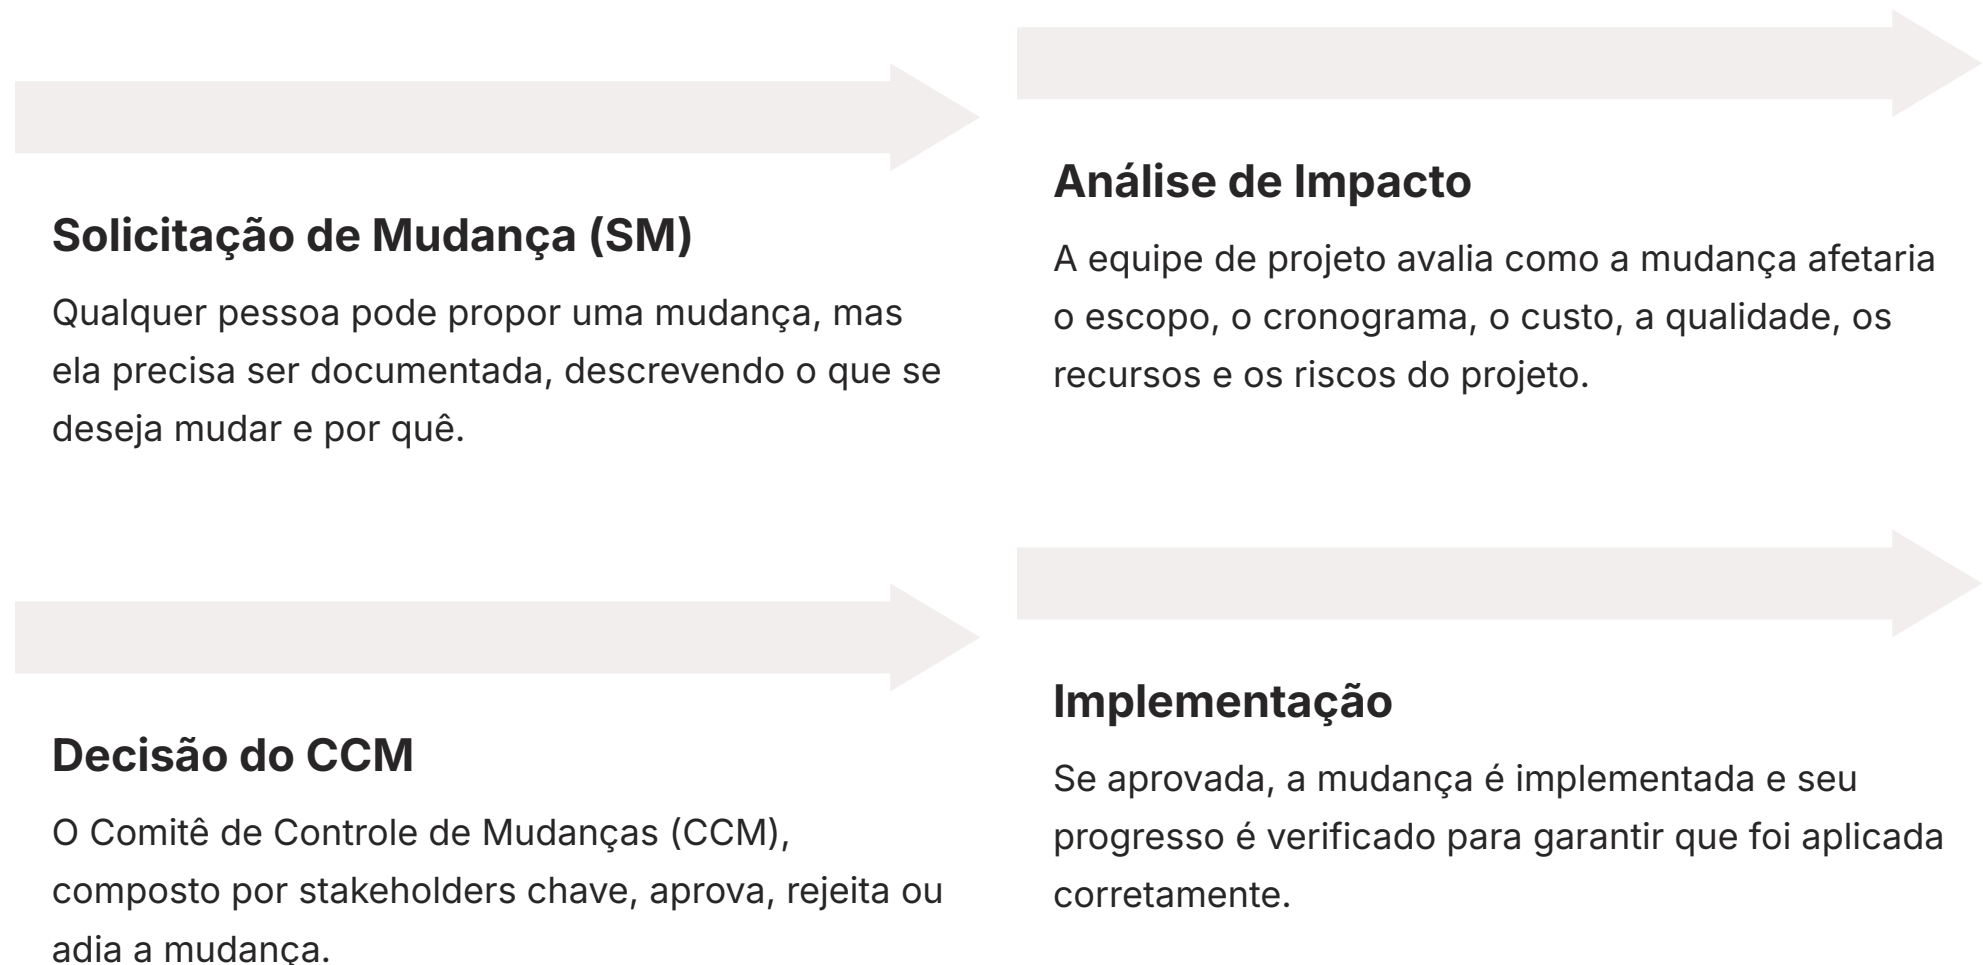 Solicitação de Mudança (SM)
Qualquer pessoa pode propor uma mudança, mas
ela precisa ser documentada, descrevendo o que se
deseja mudar e por quê.
Análise de Impacto
A equipe de projeto avalia como a mudança afetaria
o escopo, o cronograma, o custo, a qualidade, os
recursos e os riscos do projeto.
Decisão do CCM
O Comitê de Controle de Mudanças (CCM),
composto por stakeholders chave, aprova, rejeita ou
adia a mudança.
Implementação
Se aprovada, a mudança é implementada e seu
progresso é verificado para garantir que foi aplicada
corretamente.